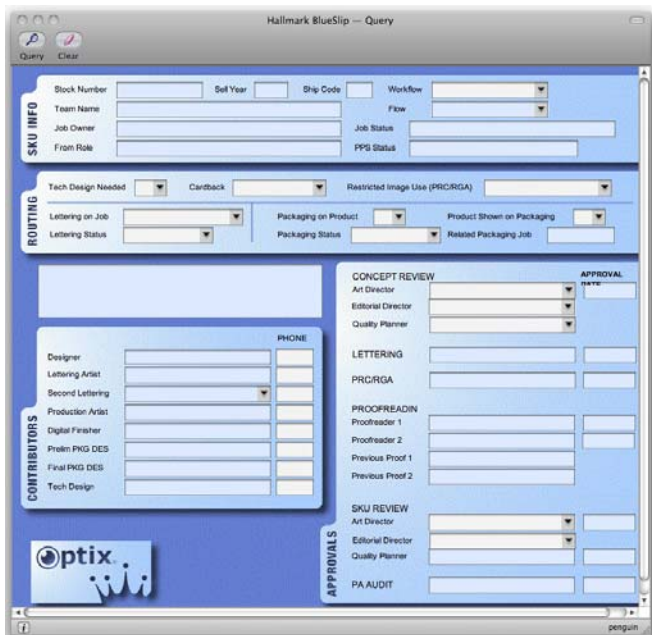 Hallmark BlueSlip — Query
Query Clear
SKU INFO
Stock Number Sell Year Ship Code Workflow
Team Name Flow
Job Owner Job Status
From Role PPS Status
ROUTING
Tech Design Needed Cardback Restricted Image Use (PRC/RGA)
Lettering on Job Packaging on Product Product Shown on Packaging
Lettering Status Packaging Status Related Packaging Job
CONTRIBUTORS
PHONE
Designer
Lettering Artist
Second Lettering
Production Artist
Digital Finisher
Prelim PKG DES
Final PKG DES
Tech Design
APPROVALS
CONCEPT REVIEW APPROVAL
DATE
Art Director
Editorial Director
Quality Planner
LETTERING
PRC/RGA
PROOFREADIN
Proofreader 1
Proofreader 2
Previous Proof 1
Previous Proof 2
SKU REVIEW
Art Director
Editorial Director
Quality Planner
PA AUDIT
Optix
i penguin